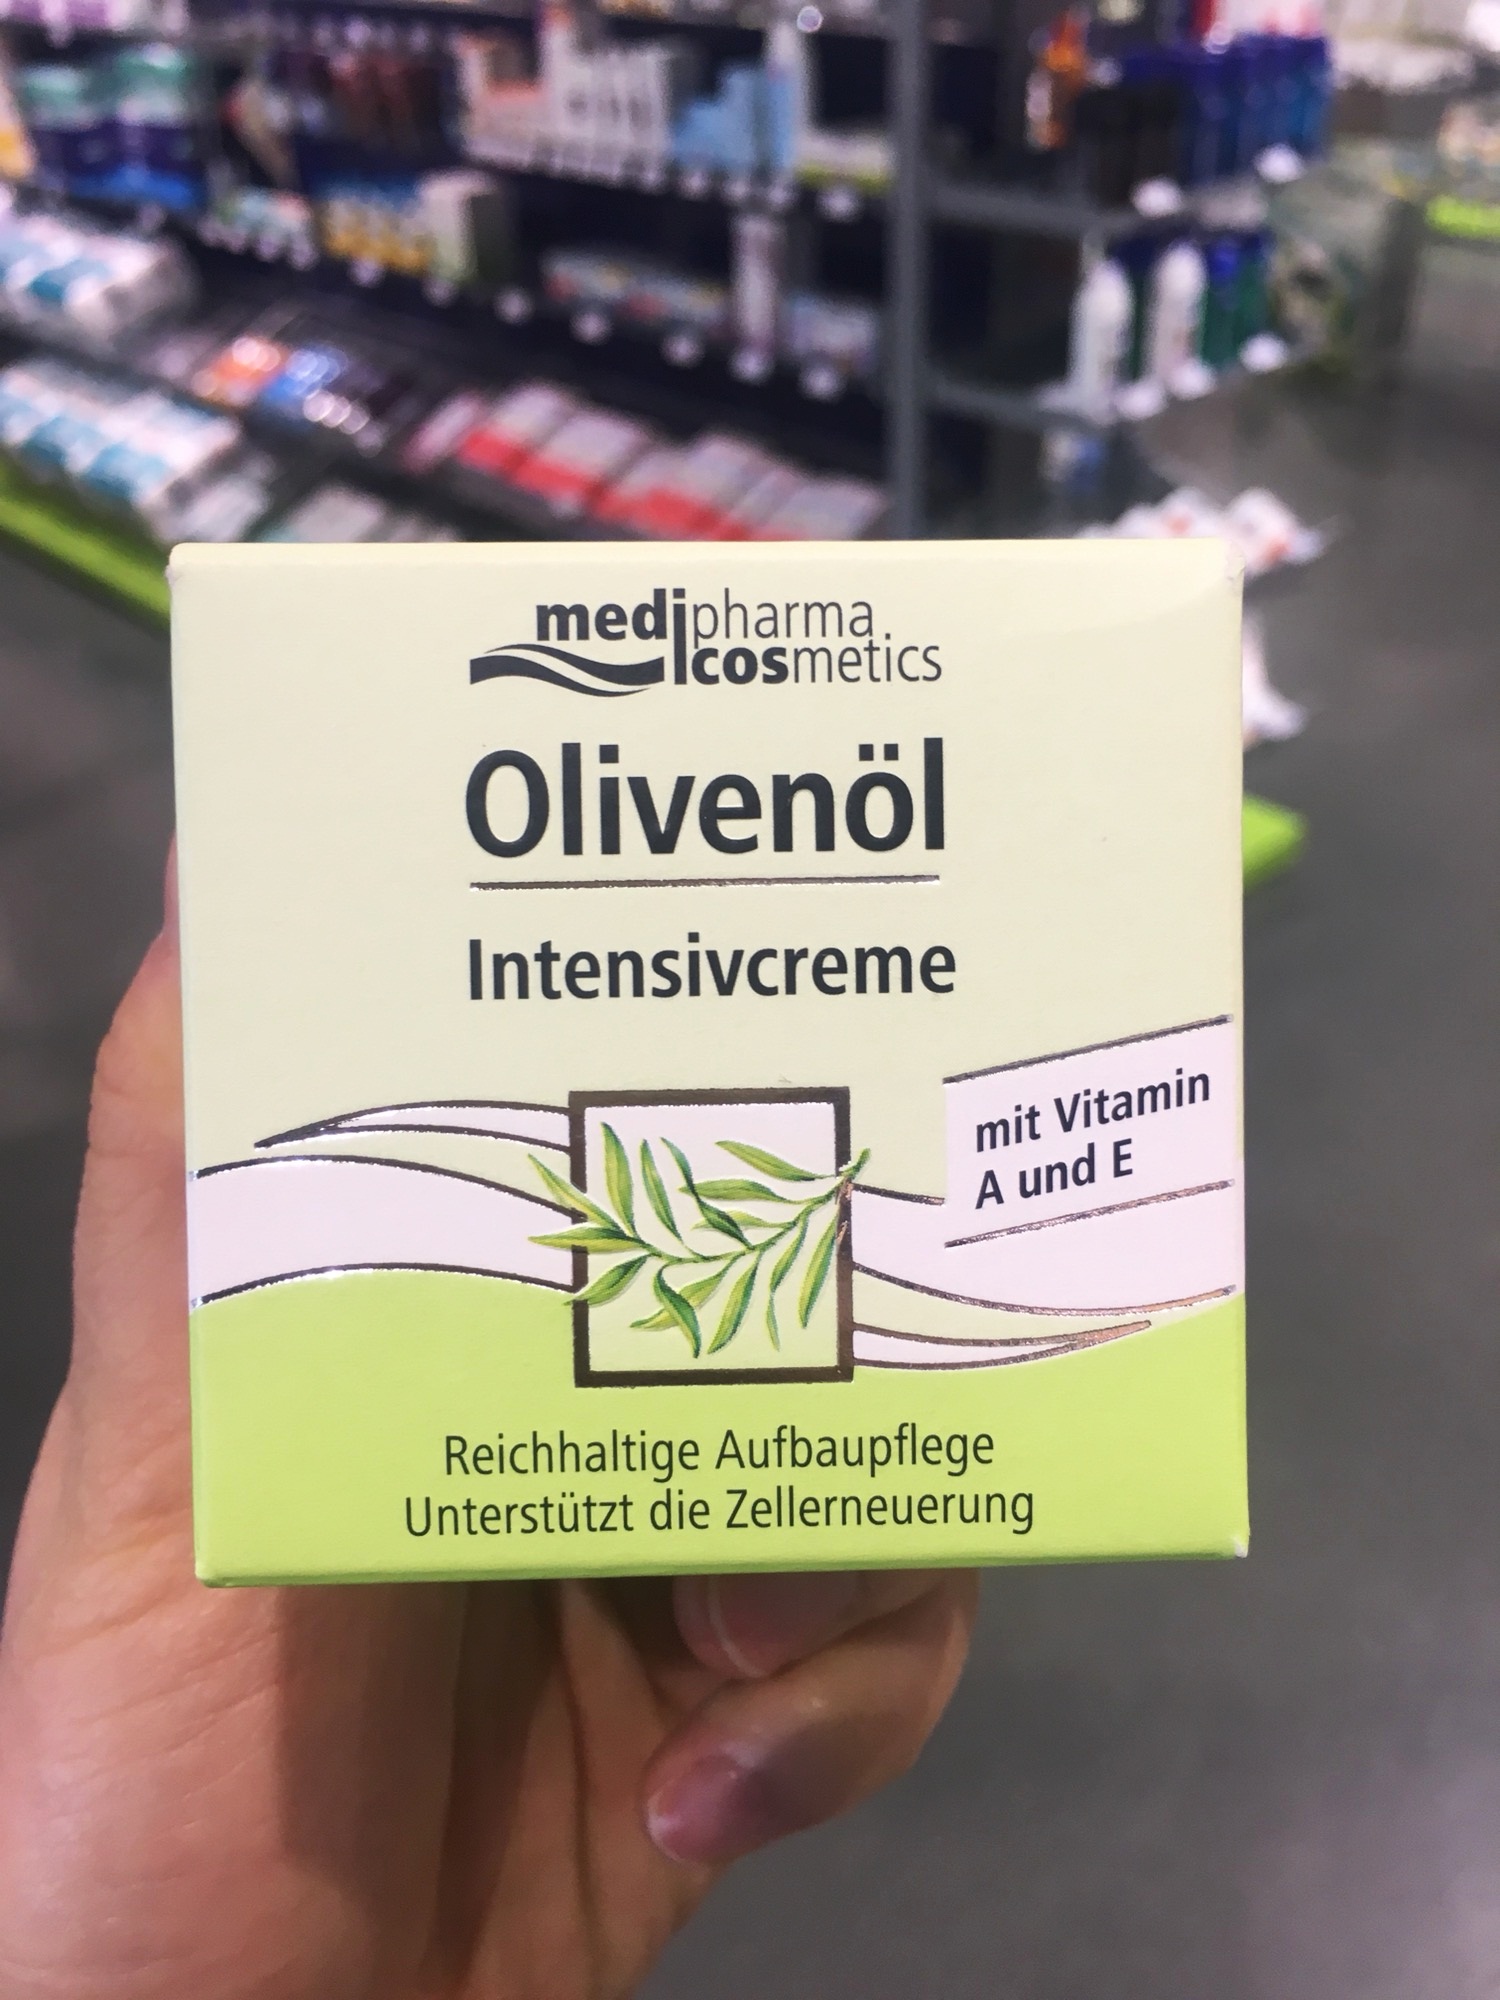 medipharma
cosmetics
Olivenöl
Intensivcreme
mit Vitamin
A und E
Reichhaltige Aufbaupflege
Unterstützt die Zellerneuerung